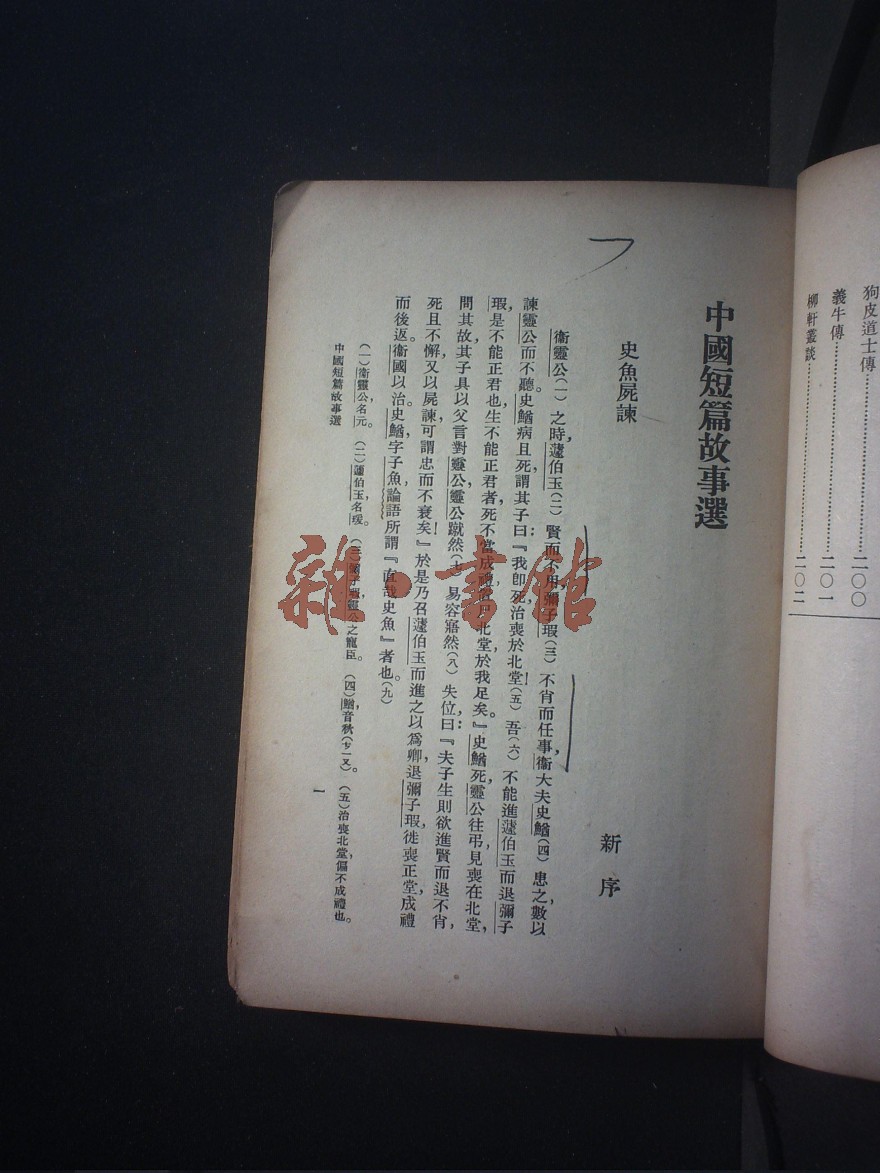 狗皮道士傳……………………二〇〇
義牛傳……………………………二〇一
柳軒叢談…………………………二〇二
中國短篇故事選
史魚屍諫
新序
衞靈公(一)之時,蘧伯玉(二)賢而不用,彌子瑕(三)不肖而任事,衞大夫史鰌(四)患之,數以
諫靈公而不聽。史鰌病且死,謂其子曰:『我卽死,治喪於北堂!(五)吾(六)不能進蘧伯玉而退彌子
瑕,是不能正君也,生不能正君者,死不當成禮,置尸北堂,於我足矣。』史鰌死,靈公往弔,見喪在北堂,
問其故,其子具以父言對靈公,靈公蹴然(七)易容,寤然(八)失位,曰:『夫子生則欲進賢而退不肖,
死且不懈,又以屍諫,可謂忠而不衰矣!』於是乃召蘧伯玉而進之以爲卿,退彌子瑕,徙喪正堂,成禮
而後返。衞國以治。史鰌,字子魚,論語所謂『直哉史魚』者也。(九)
(一)衞靈公,名元。 (二)蘧伯玉,名瑗。 (三)彌子瑕,靈公之寵臣。 (四)鰌,音秋(ㄘㄧㄡ)。 (五)治喪北堂,偏不成禮也。
中國短篇故事選
一
雜·書館